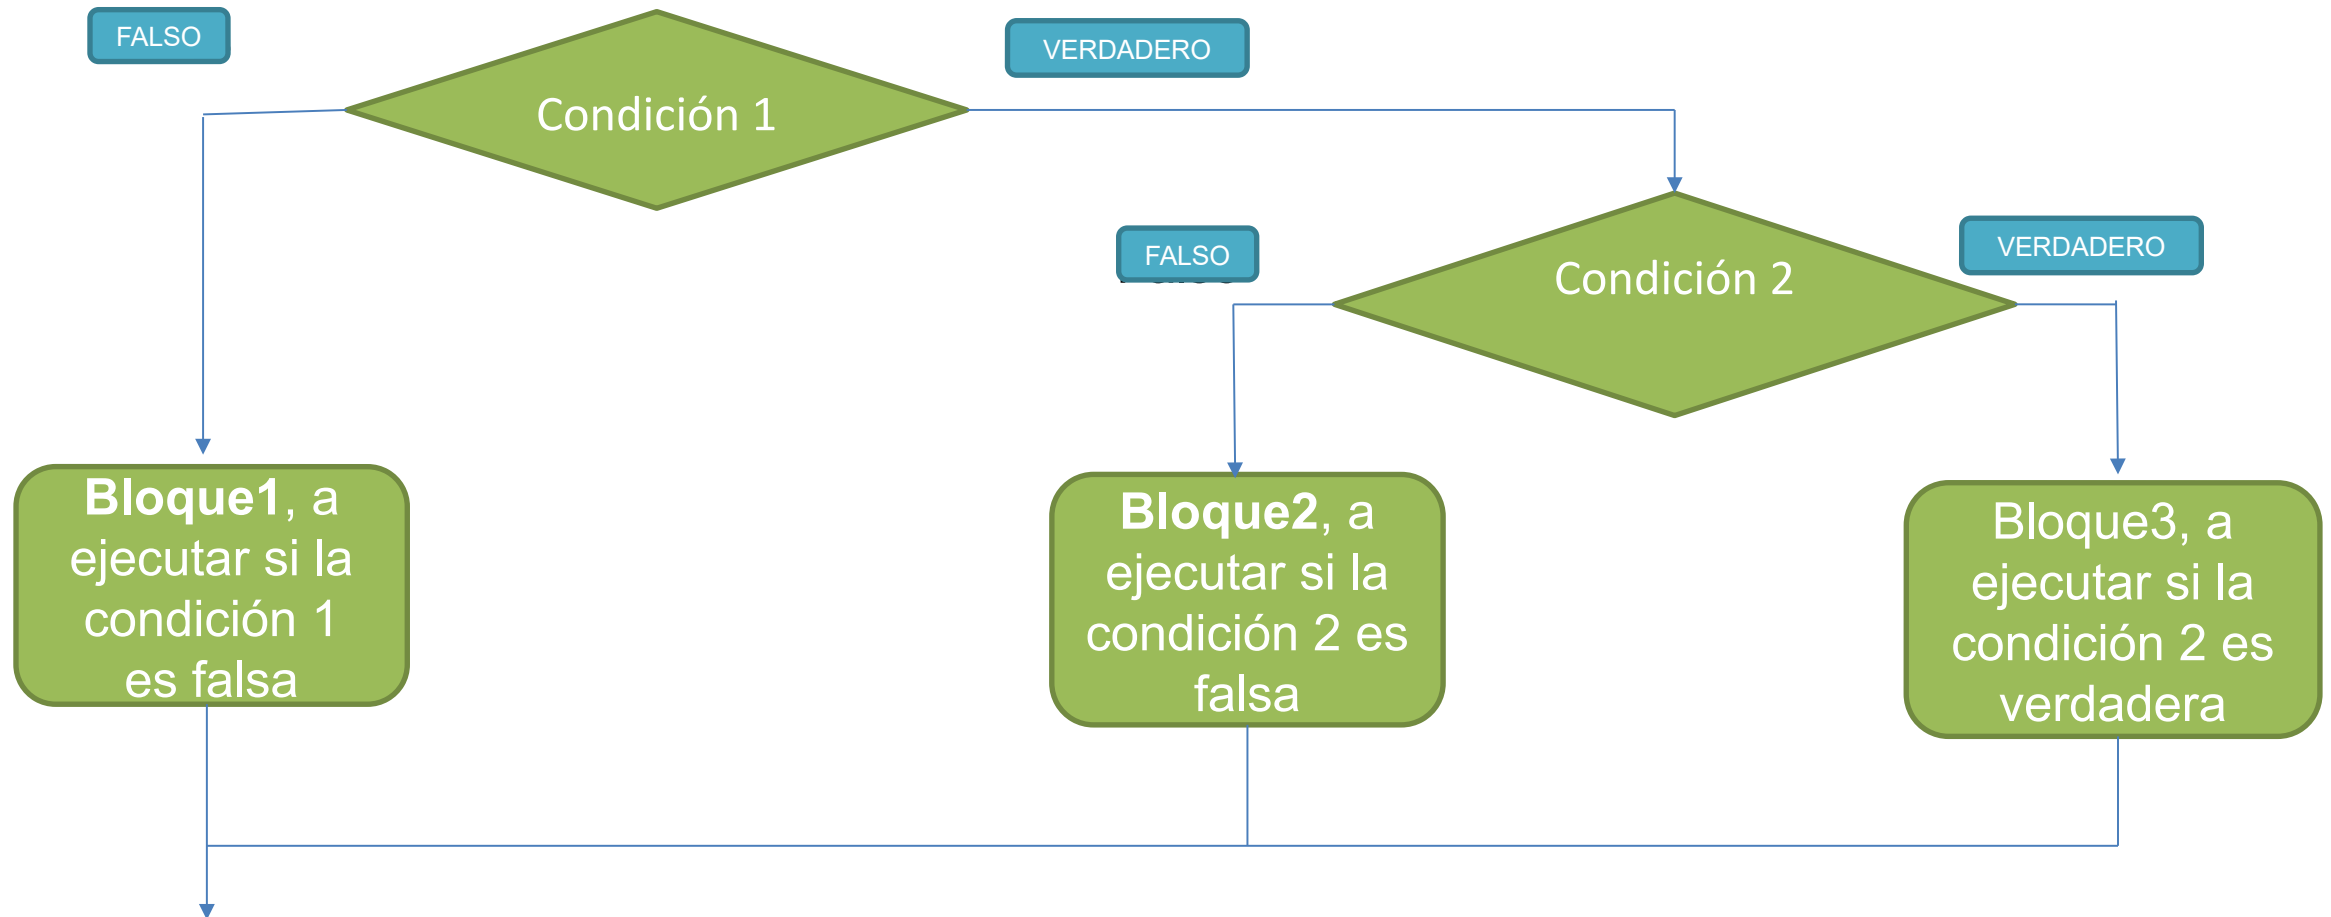 FALSO
VERDADERO
Condición 1
FALSO
VERDADERO
Condición 2
Bloque1, a
ejecutar si la
condición 1
es falsa
Bloque2, a
ejecutar si la
condición 2 es
falsa
Bloque3, a
ejecutar si la
condición 2 es
verdadera